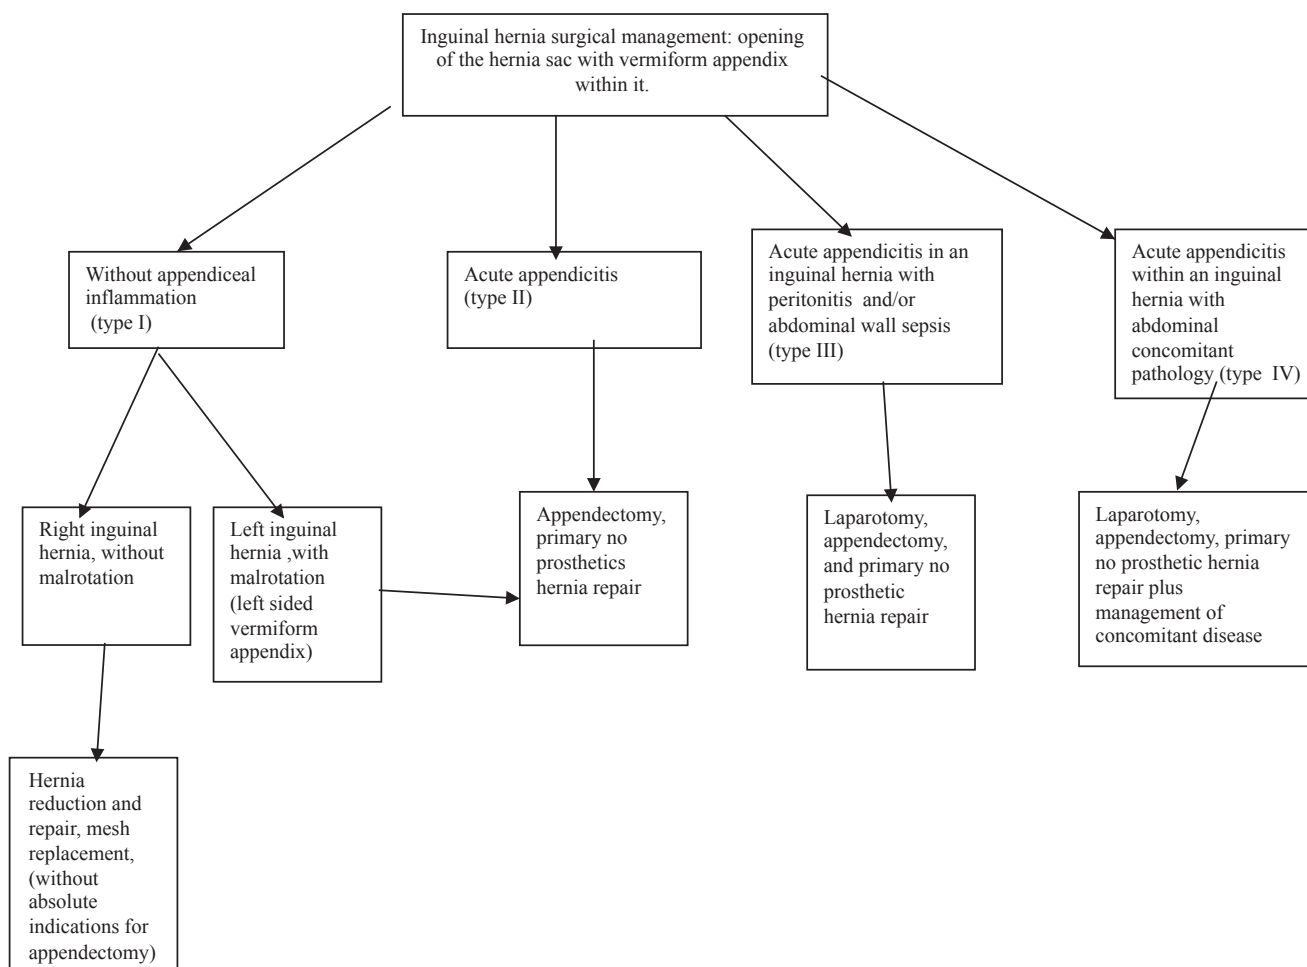 Inguinal hernia surgical management: opening
of the hernia sac with vermiform appendix
within it.
Without appendiceal
inflammation
(type I)
Acute appendicitis
(type II)
Acute appendicitis in an
inguinal hernia with
peritonitis and/or
abdominal wall sepsis
(type III)
Acute appendicitis
within an inguinal
hernia with
abdominal
concomitant
pathology (type IV)
Right inguinal
hernia, without
malrotation
Left inguinal
hernia ,with
malrotation
(left sided
vermiform
appendix)
Appendectomy,
primary no
prosthetics
hernia repair
Laparotomy,
appendectomy,
and primary no
prosthetic
hernia repair
Laparotomy,
appendectomy, primary
no prosthetic hernia
repair plus
management of
concomitant disease
Hernia
reduction and
repair, mesh
replacement,
(without
absolute
indications for
appendectomy)